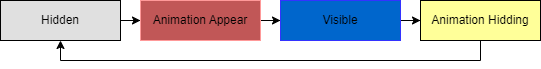 Hidden
Animation Appear
Visible
Animation Hidding